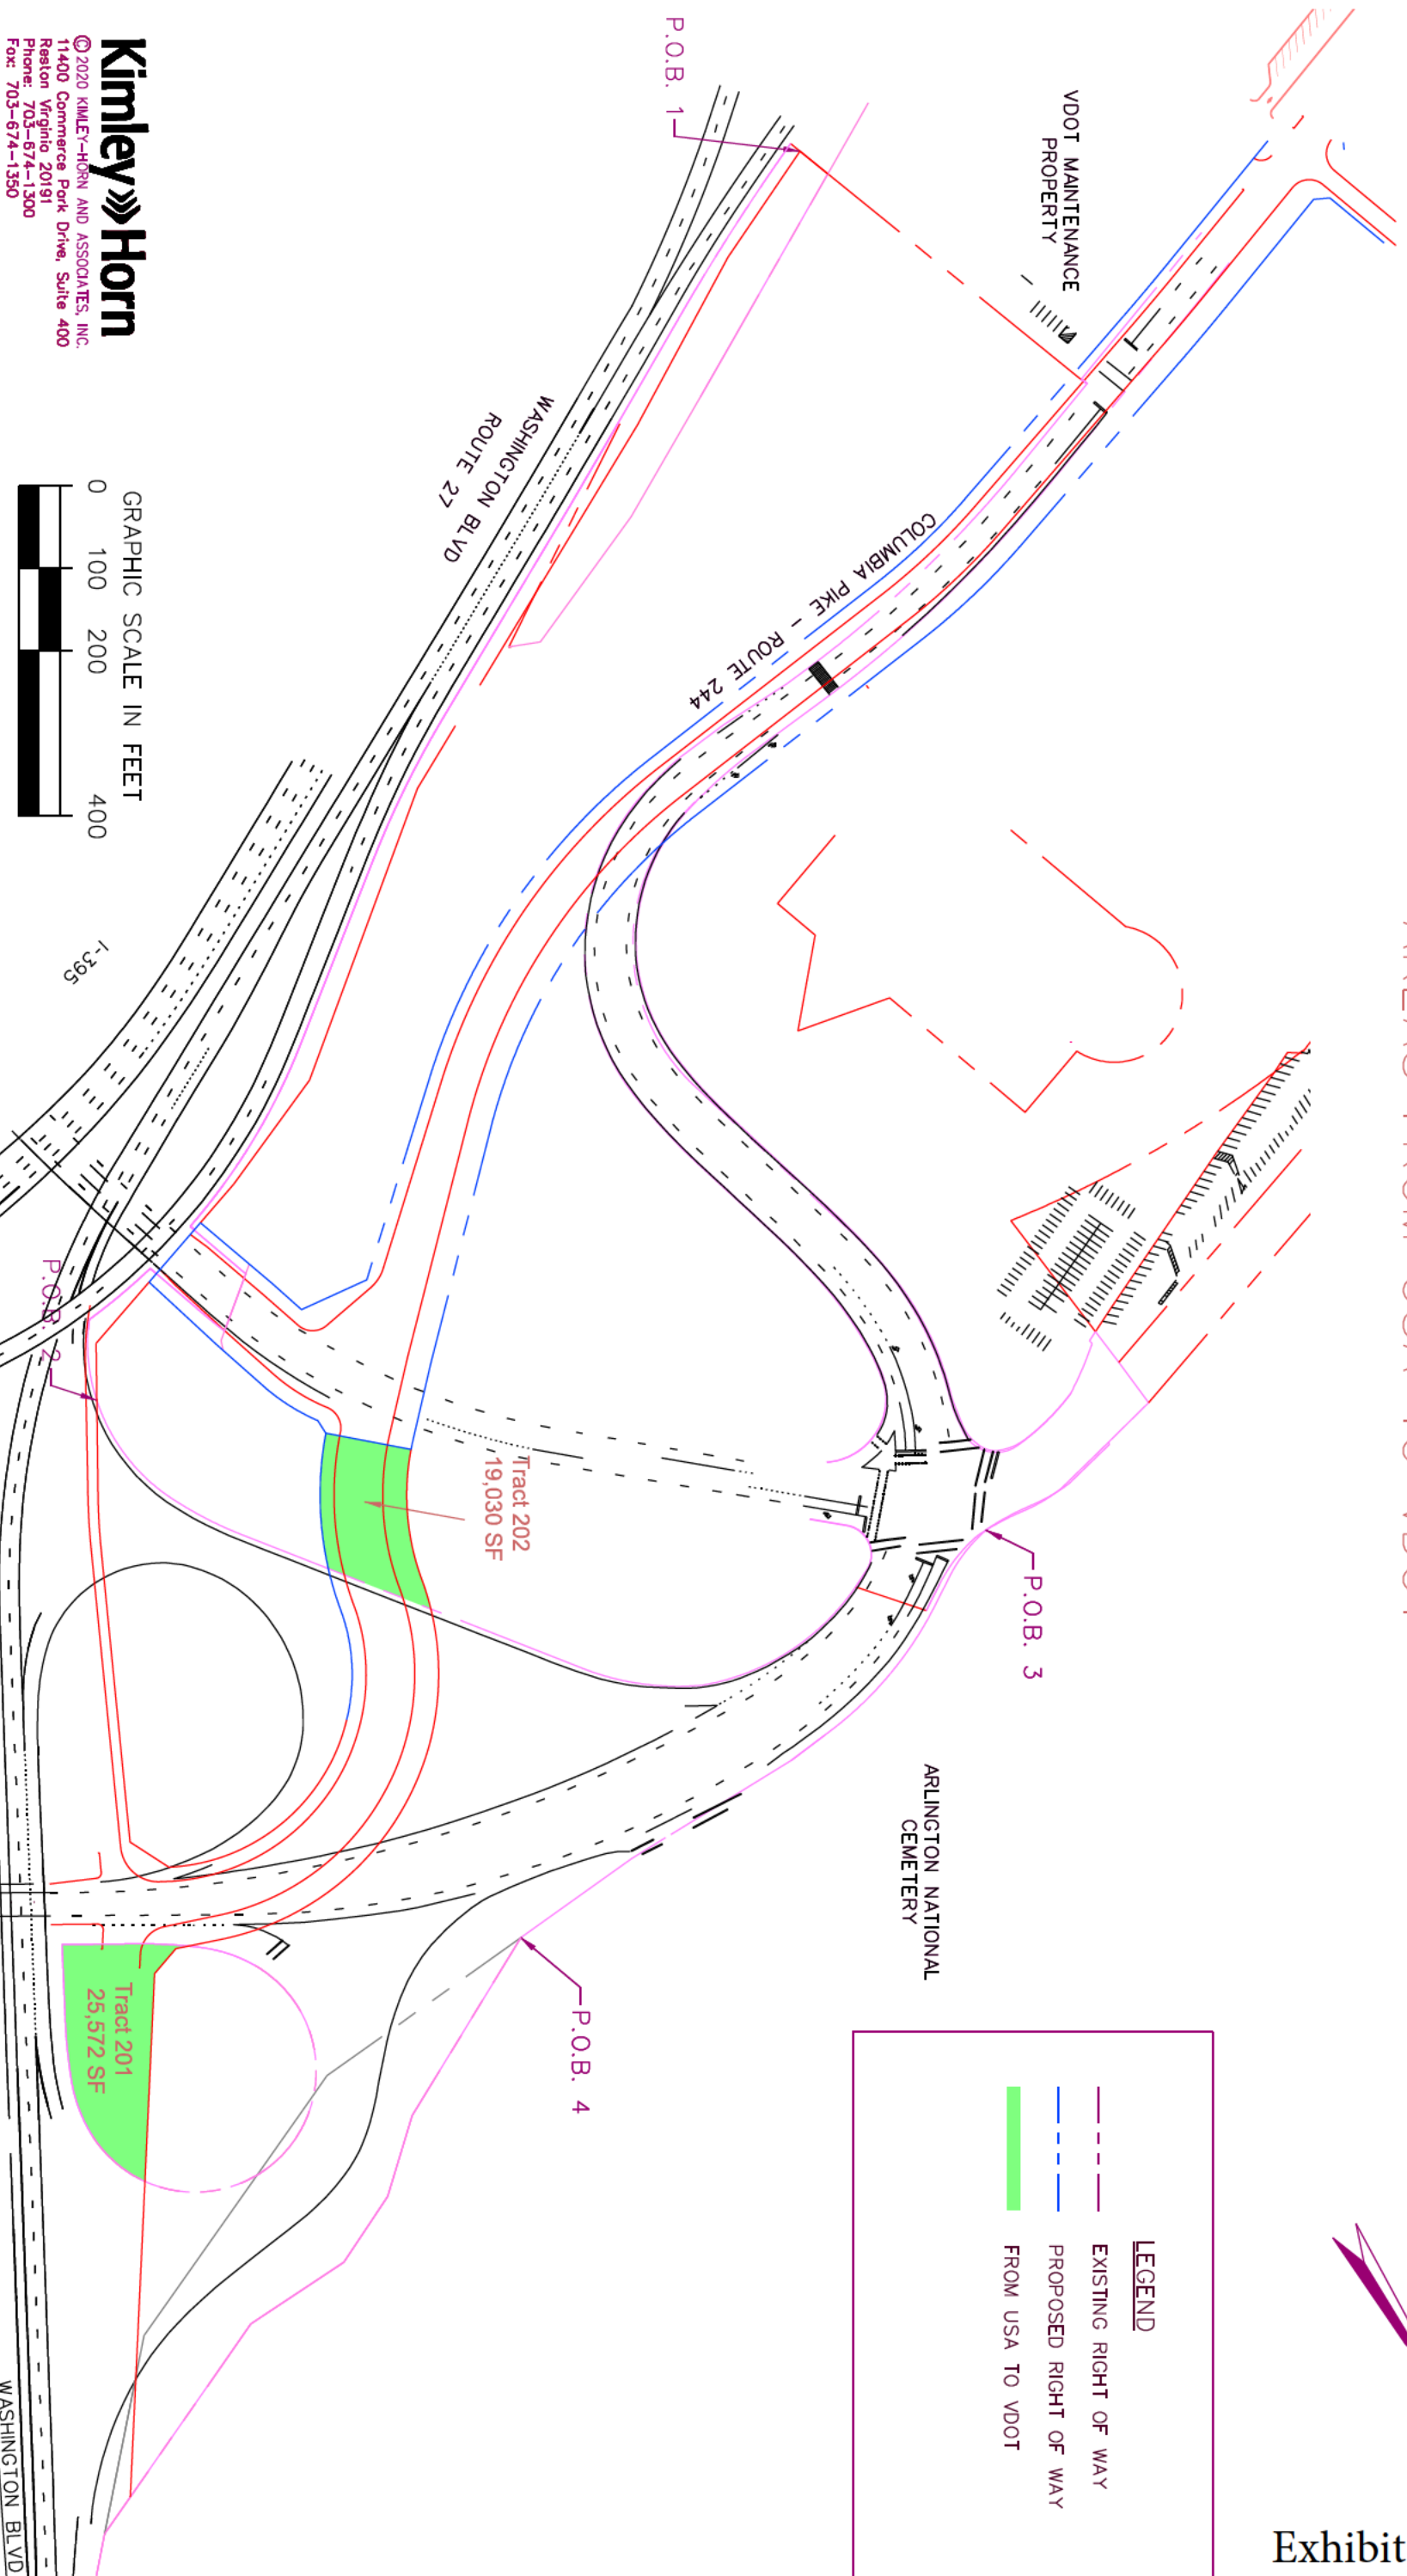 Kimley»Horn
© 2020 KIMLEY-HORN AND ASSOCIATES, INC.
11400 Commerce Park Drive, Suite 400
Reston Virginia 20191
Phone: 703-674-1300
Fax: 703-674-1350
GRAPHIC SCALE IN FEET
0 100 200 400
P.O.B. 1
VDOT MAINTENANCE
PROPERTY
WASHINGTON BLVD
ROUTE 27
COLUMBIA PIKE - ROUTE 244
I-395
P.O.B. 2
Tract 202
19,030 SF
P.O.B. 3
ARLINGTON NATIONAL
CEMETERY
P.O.B. 4
Tract 201
25,572 SF
WASHINGTON BLVD
LEGEND
EXISTING RIGHT OF WAY
PROPOSED RIGHT OF WAY
FROM USA TO VDOT
Exhibit